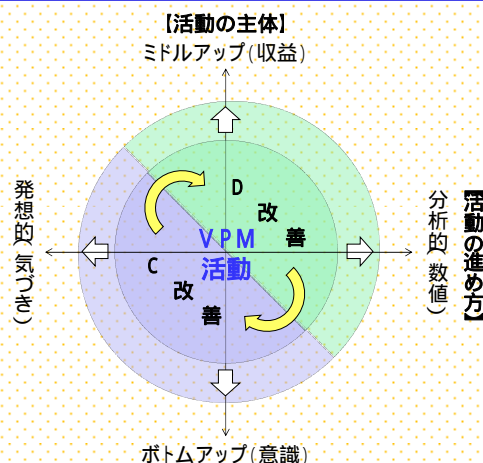 【活動の主体】
ミドルアップ(収益)
発想的(気づき)
D
改
善
VPM
活動
C
改
善
分析的(数値)
【活動の進め方】
ボトムアップ(意識)